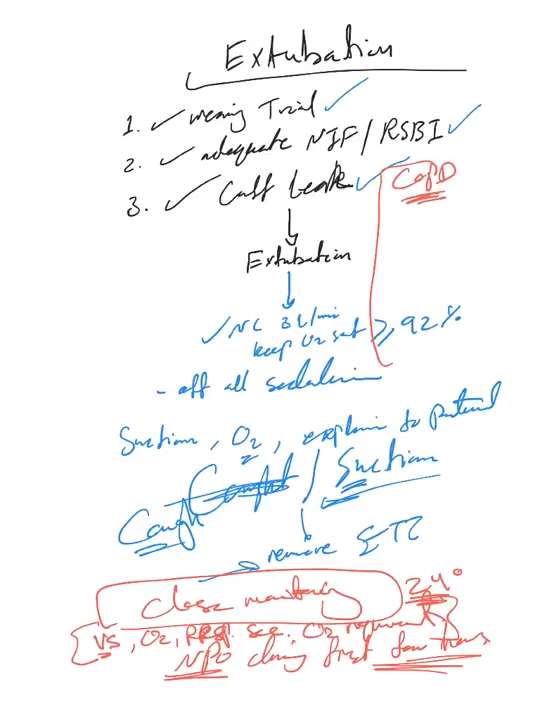 Extubation
1. ✓ weaning Trial ✓
2. ✓ adequate NIF / RSBI ✓
3. ✓ Cuff leak ✓
COPD
Extubation
✓ NC 3L/min
keep O2 sat ≥ 92%
- off all sedation
Suction, O2, explain to patient
Cough / Suction
remove ETT
Close monitoring 24°
{VS, O2, RR, O2 requirement}
NPO during first few hours